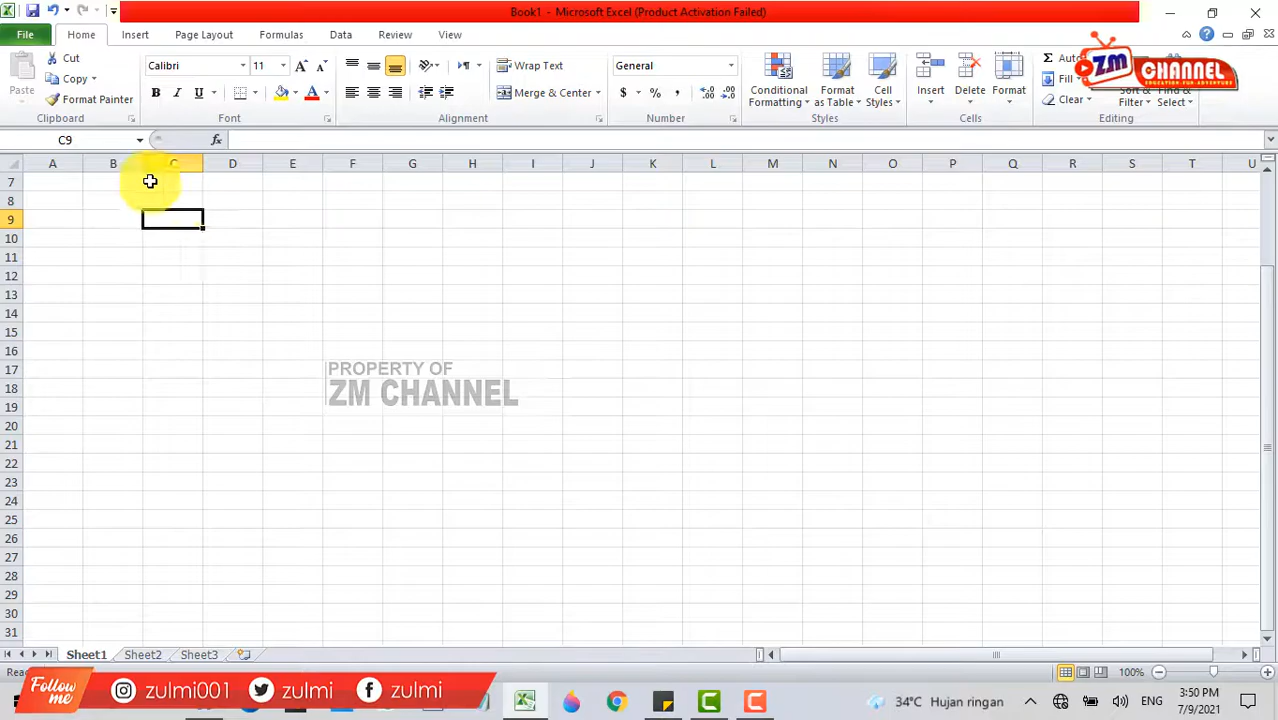 Book1 - Microsoft Excel (Product Activation Failed)
File Home Insert Page Layout Formulas Data Review View
Paste
Cut
Copy
Format Painter
Clipboard
Calibri 11
B I U
Font
Wrap Text
Merge & Center
Alignment
General
$ % ,
Number
Conditional Formatting
Format as Table
Cell Styles
Styles
Insert
Delete
Format
Cells
Σ
Fill
Clear
Sort & Filter
Find & Select
Editing
ZM CHANNEL
EDUCATION FOR ADVENTURE
C9 fx
A B C D E F G H I J K L M N O P Q R S T U
7
8
9
10
11
12
13
14
15
16
17
18
19
20
21
22
23
24
25
26
27
28
29
30
31
PROPERTY OF
ZM CHANNEL
Sheet1 Sheet2 Sheet3
100%
Follow me
zulmi001 zulmi zulmi
34°C Hujan ringan
ENG
3:50 PM
7/9/2021